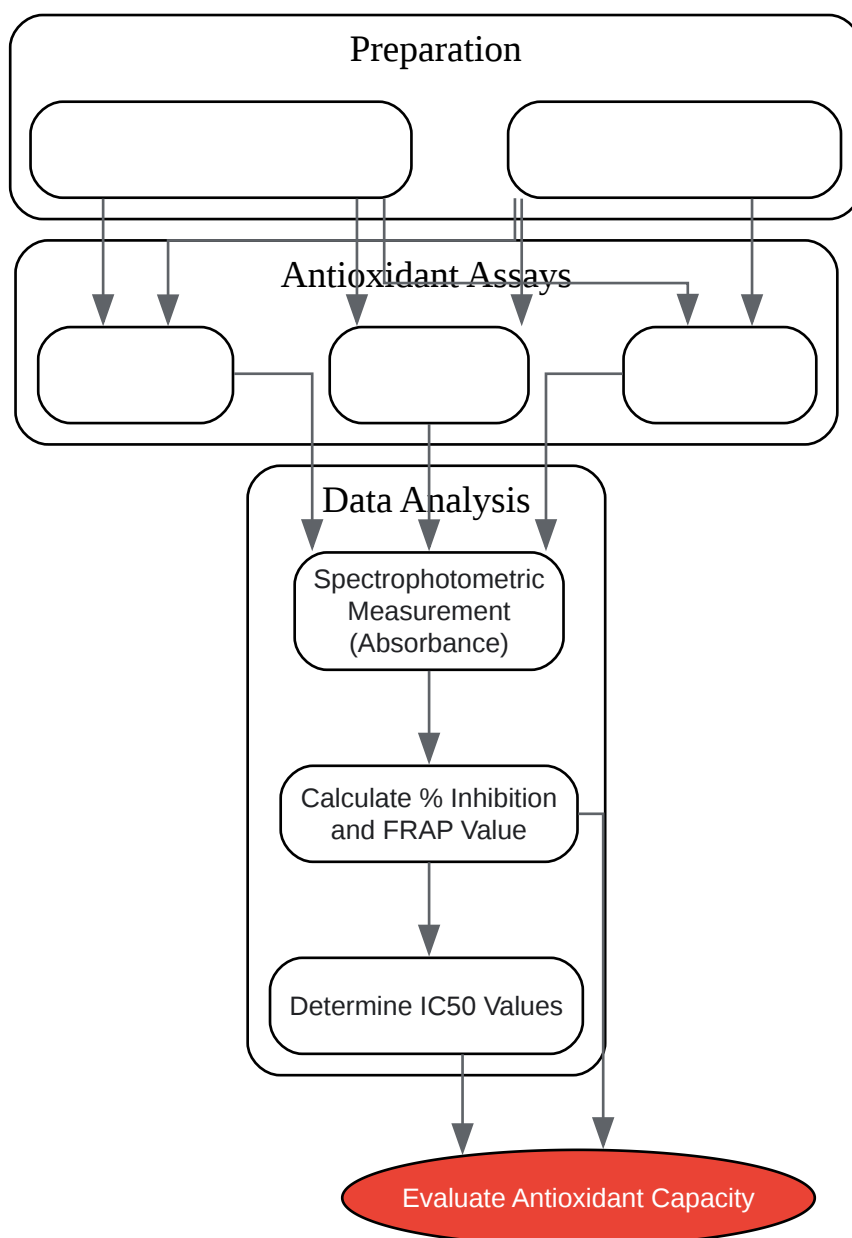 Preparation
Antioxidant Assays
Data Analysis
Spectrophotometric
Measurement
(Absorbance)
Calculate % Inhibition
and FRAP Value
Determine IC50 Values
Evaluate Antioxidant Capacity